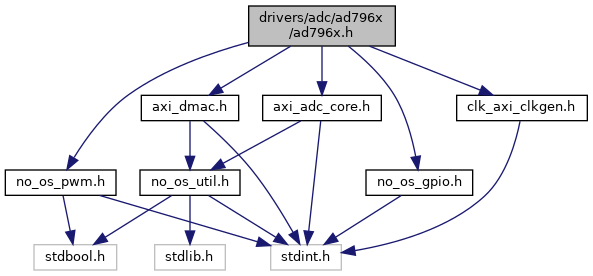 drivers/adc/ad796x
/ad796x.h
axi_dmac.h
axi_adc_core.h
clk_axi_clkgen.h
no_os_pwm.h
no_os_util.h
no_os_gpio.h
stdbool.h
stdlib.h
stdint.h